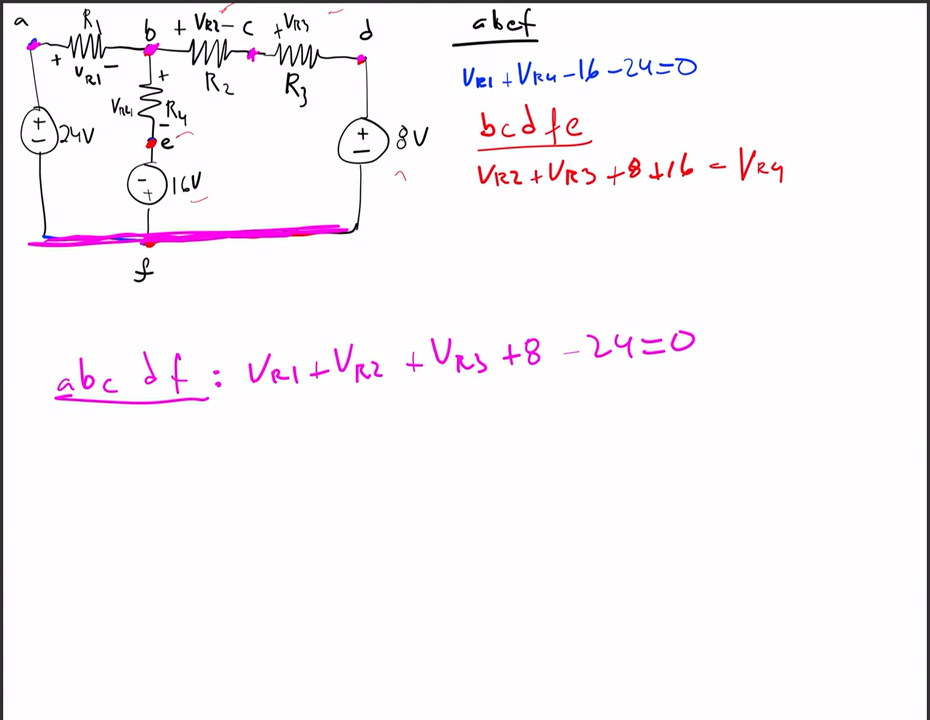 a R1 b + VR2 - c + VR3 d
+ VR1 - R2 R3
+ VR4 R4 -
+ - 24V e + - 8V
- + 16V
f
abef
VR1 + VR4 - 16 - 24 = 0
bcdfe
VR2 + VR3 + 8 + 16 = VR4
abcdf : VR1 + VR2 + VR3 + 8 - 24 = 0